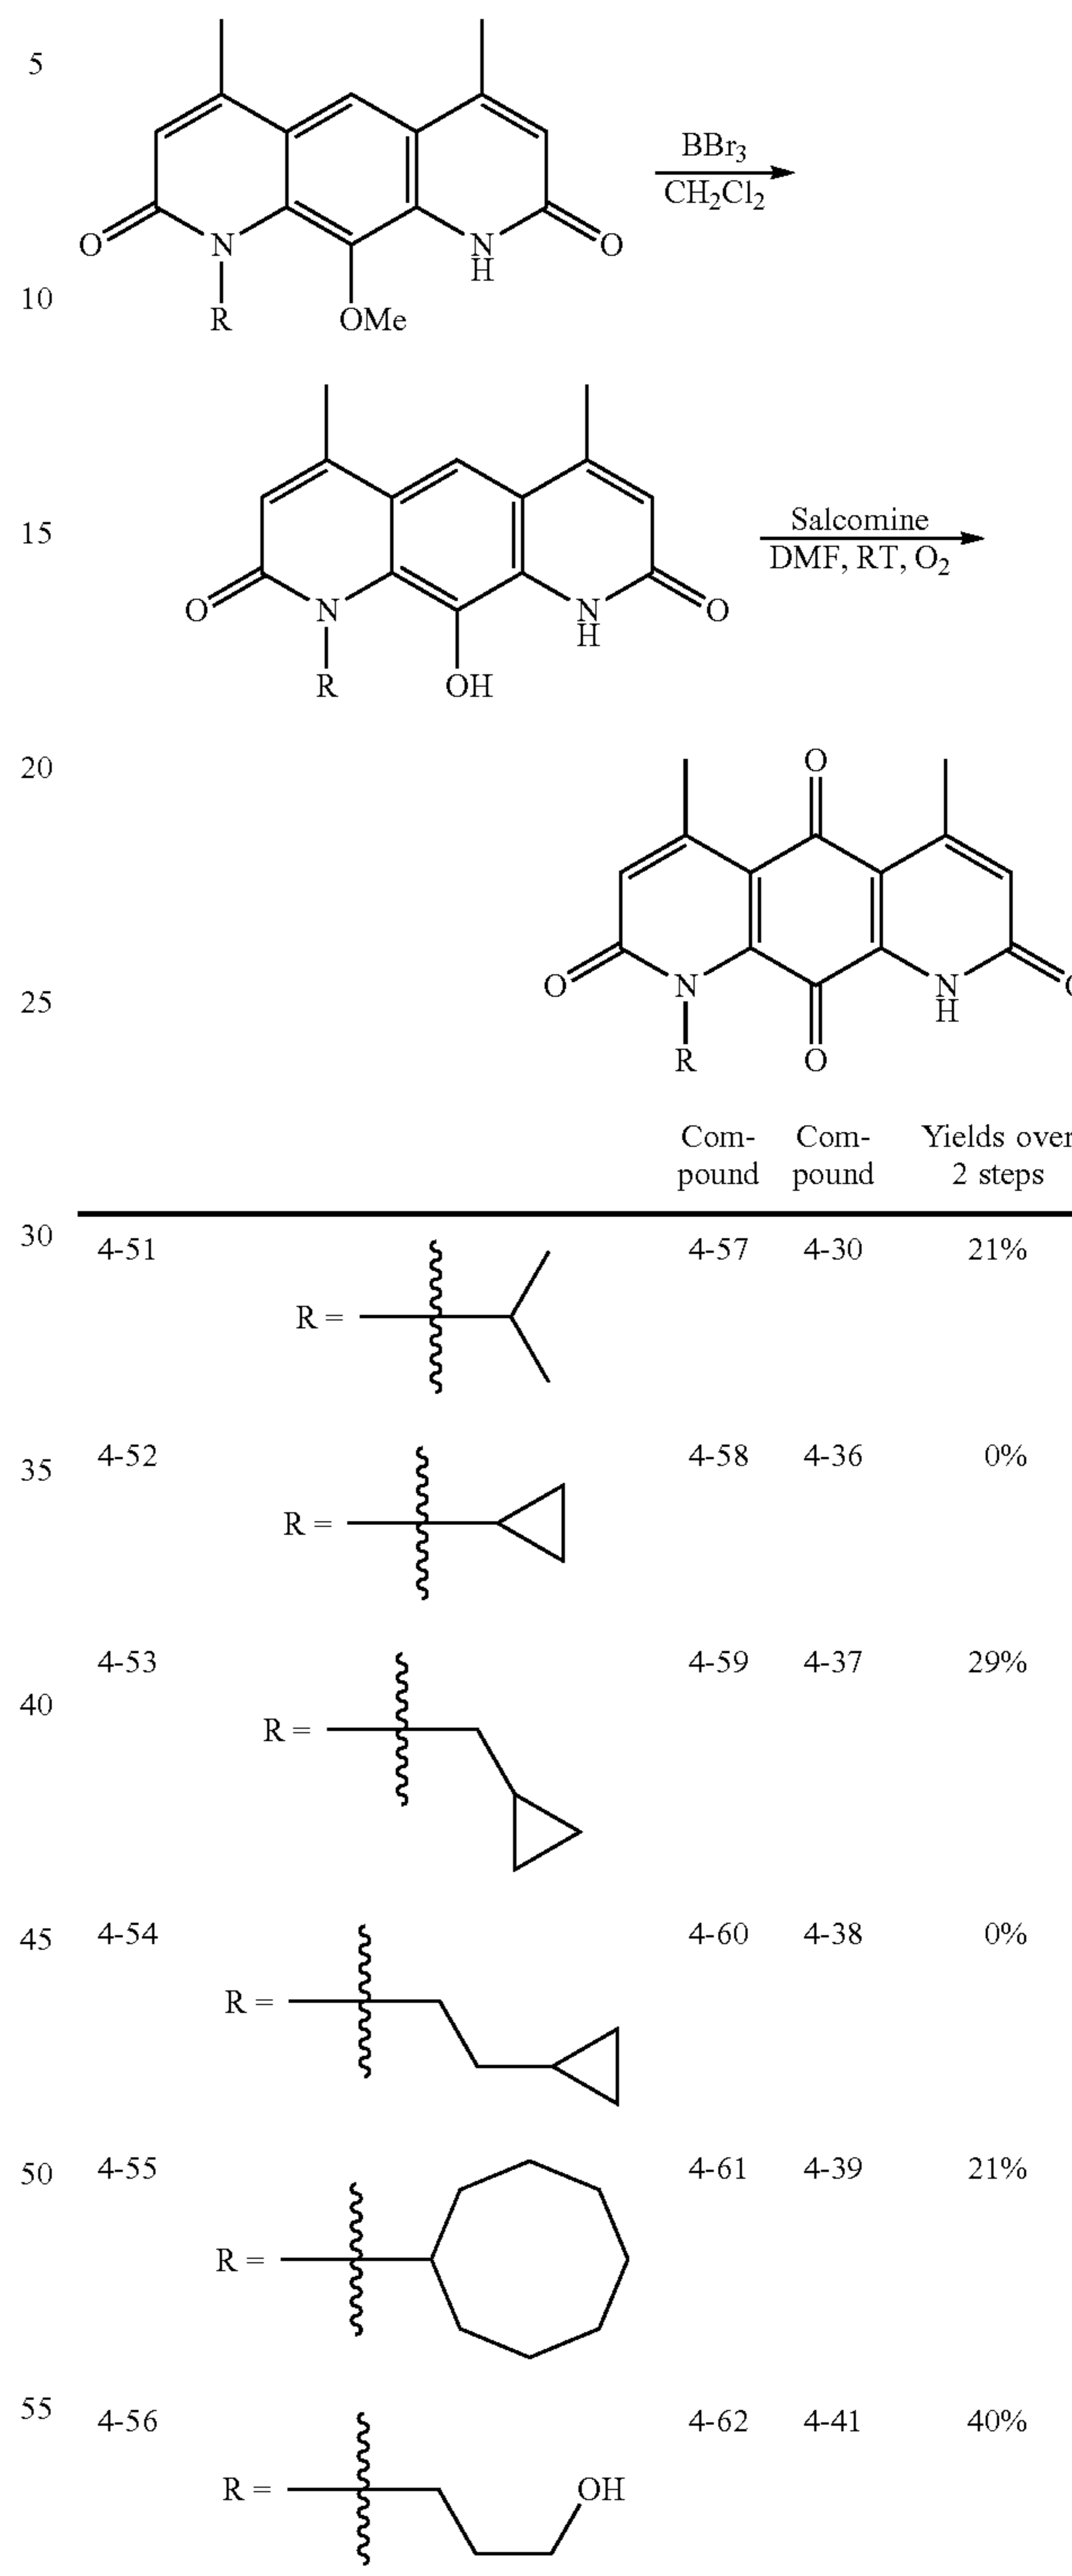 5
BBr3
CH2Cl2
O N N H O
10
R OMe
15
Salcomine
DMF, RT, O2
O N N H O
R OH
20
O
25
O N N H O
R O
Com- Com- Yields over
pound pound 2 steps
30
4-51 4-57 4-30 21%
R =
35
4-52 4-58 4-36 0%
R =
4-53 4-59 4-37 29%
40
R =
45
4-54 4-60 4-38 0%
R =
50
4-55 4-61 4-39 21%
R =
55
4-56 4-62 4-41 40%
R = OH